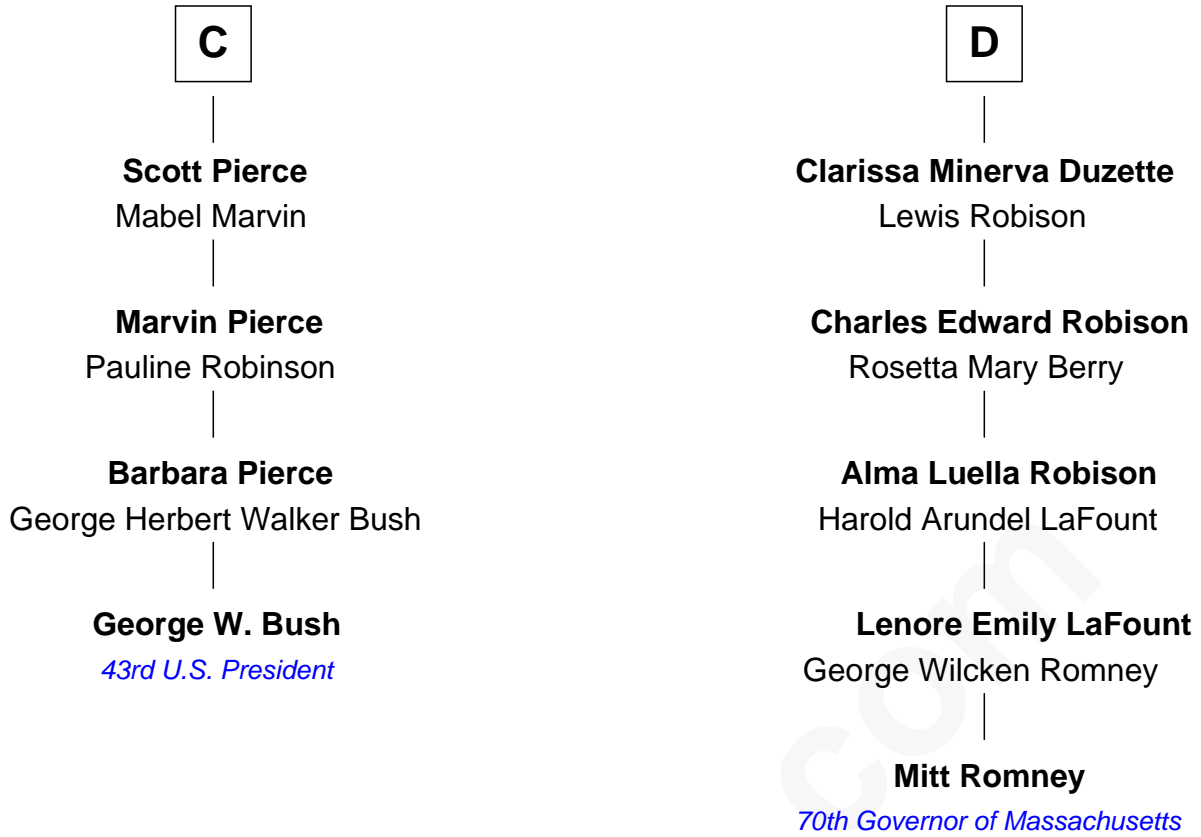 C
Scott Pierce
Mabel Marvin
Marvin Pierce
Pauline Robinson
Barbara Pierce
George Herbert Walker Bush
George W. Bush
43rd U.S. President
D
Clarissa Minerva Duzette
Lewis Robison
Charles Edward Robison
Rosetta Mary Berry
Alma Luella Robison
Harold Arundel LaFount
Lenore Emily LaFount
George Wilcken Romney
Mitt Romney
70th Governor of Massachusetts
com